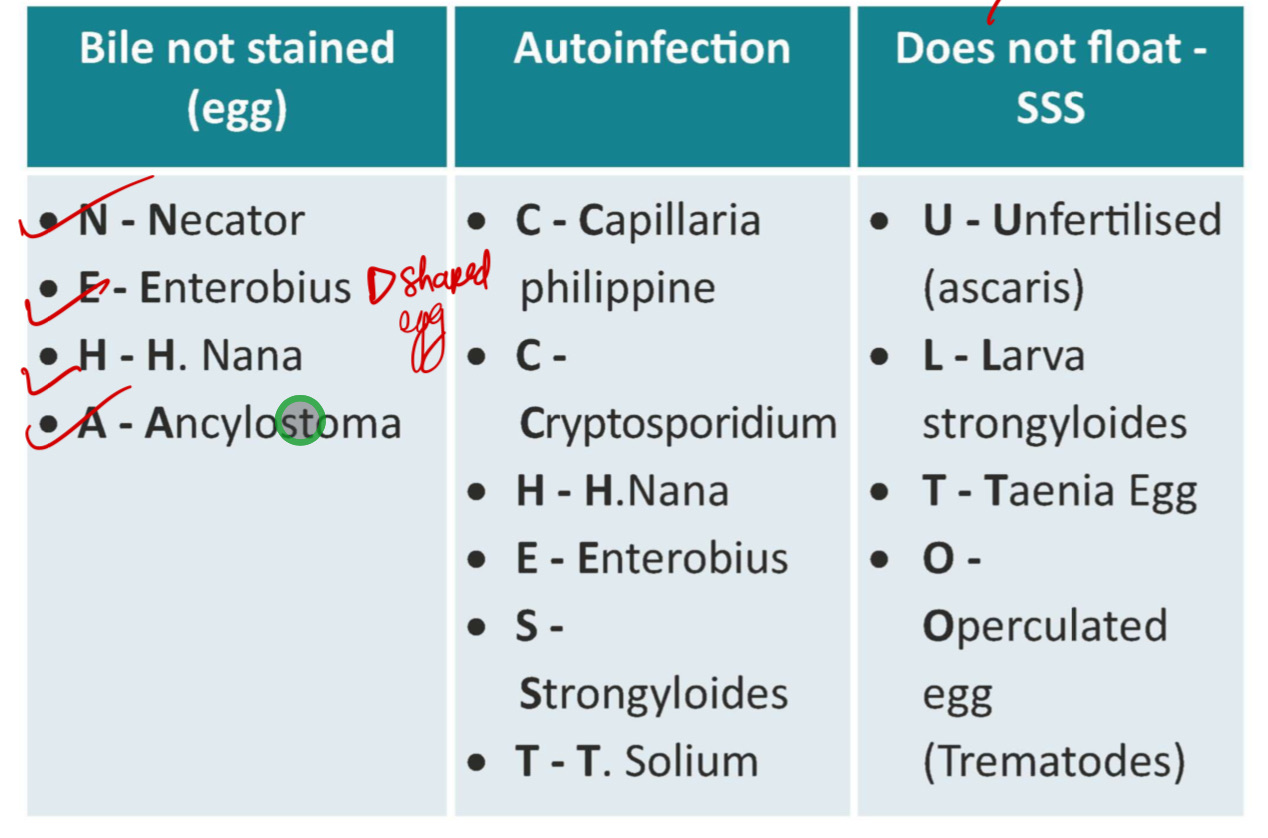 Bile not stained
(egg)
Autoinfection
Does not float -
SSS
• N - Necator
• E - Enterobius
D shaped
egg
• H - H. Nana
• A - Ancylostoma
• C - Capillaria
philippine
• C -
Cryptosporidium
• H - H.Nana
• E - Enterobius
• S -
Strongyloides
• T - T. Solium
• U - Unfertilised
(ascaris)
• L - Larva
strongyloides
• T - Taenia Egg
• O -
Operculated
egg
(Trematodes)